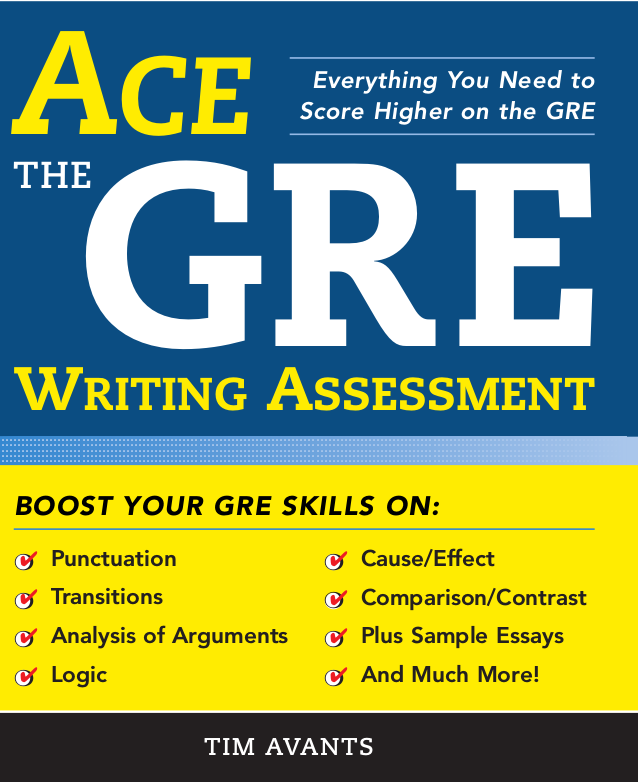 ACE
Everything You Need to
Score Higher on the GRE
THE
GRE
WRITING ASSESSMENT
BOOST YOUR GRE SKILLS ON:
Punctuation
Transitions
Analysis of Arguments
Logic
Cause/Effect
Comparison/Contrast
Plus Sample Essays
And Much More!
TIM AVANTS